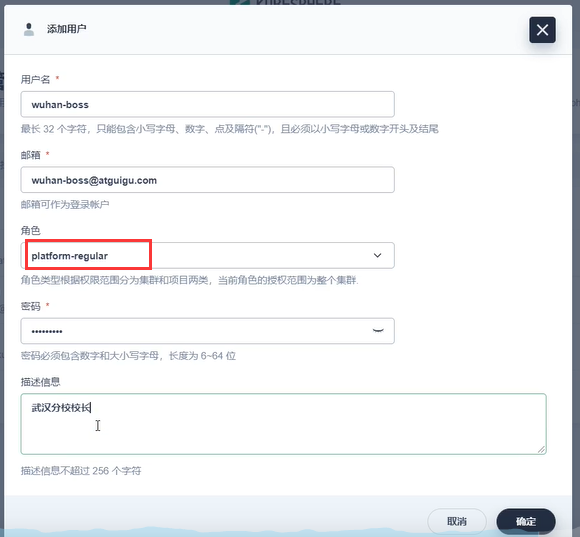 添加用户
用户名 *
wuhan-boss
最长 32 个字符，只能包含小写字母、数字、点及隔符("-")，且必须以小写字母或数字开头及结尾
邮箱 *
wuhan-boss@atguigu.com
邮箱可作为登录帐户
角色
platform-regular
角色类型根据权限范围分为集群和项目两类，当前角色的授权范围为整个集群.
密码 *
•••••••••
密码必须包含数字和大小写字母，长度为 6~64 位
描述信息
武汉分校校长
描述信息不超过 256 个字符
取消
确定